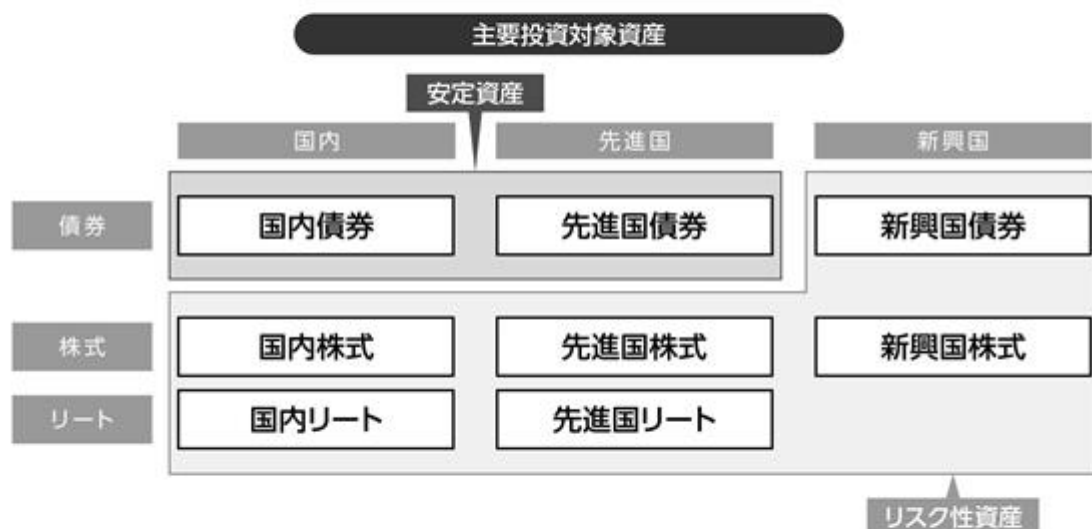 主要投資対象資産
安定資産
国内 先進国 新興国
債券 国内債券 先進国債券 新興国債券
株式 国内株式 先進国株式 新興国株式
リート 国内リート 先進国リート
リスク性資産